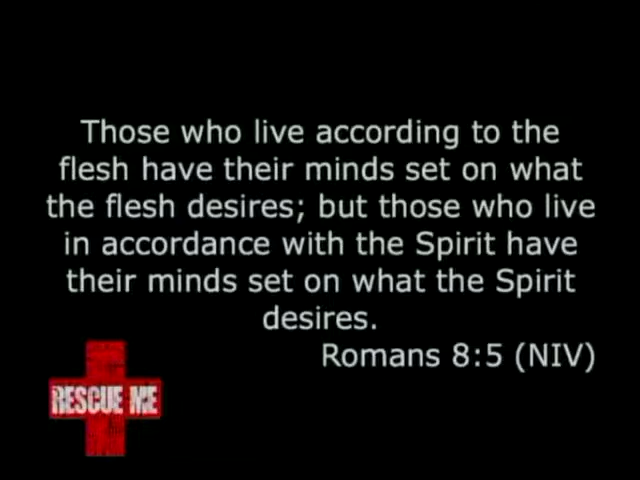 Those who live according to the
flesh have their minds set on what
the flesh desires; but those who live
in accordance with the Spirit have
their minds set on what the Spirit
desires.
Romans 8:5 (NIV)
RESCUE ME